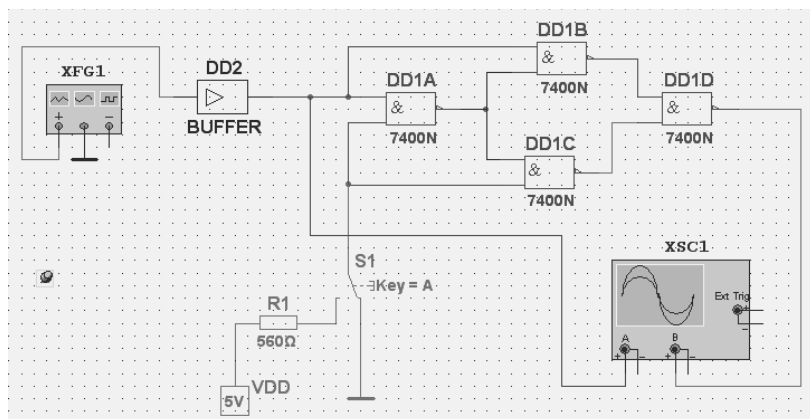 DD1B
&
7400N
XFG1
+
−
DD2
BUFFER
DD1A
&
7400N
DD1D
&
7400N
DD1C
&
7400N
XSC1
Ext Trig
+
−
A
B
+
−
+
−
S1
Key = A
R1
560Ω
VDD
5V